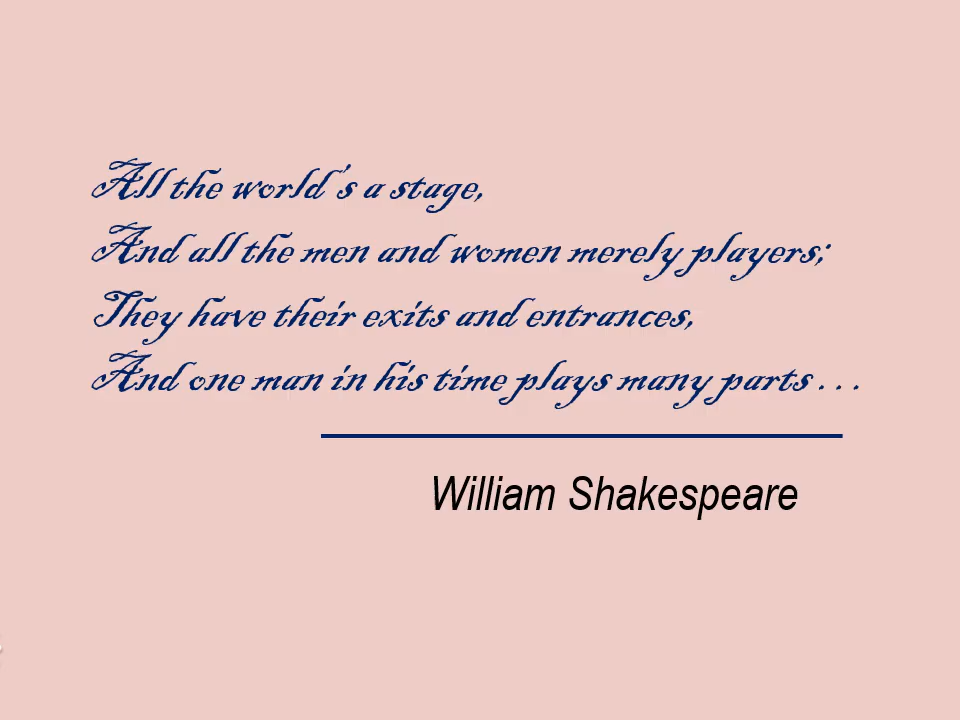 All the world's a stage,
And all the men and women merely players;
They have their exits and entrances,
And one man in his time plays many parts . . .
William Shakespeare